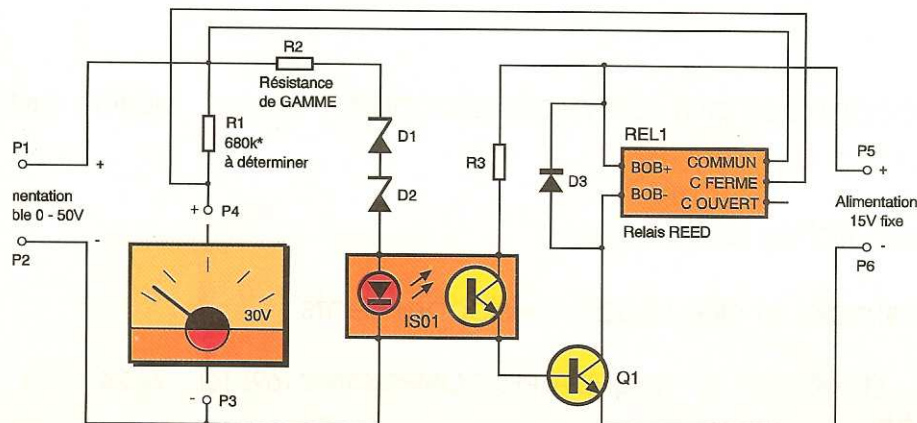 R2
Résistance
de GAMME
R1
680k*
à déterminer
D1
D2
R3
D3
REL1
BOB+
BOB-
COMMUN
C FERME
C OUVERT
Relais REED
P1
+
nentation
ble 0 - 50V
-
P2
+
P4
30V
-
P3
IS01
Q1
P5
+
Alimentation
15V fixe
-
P6